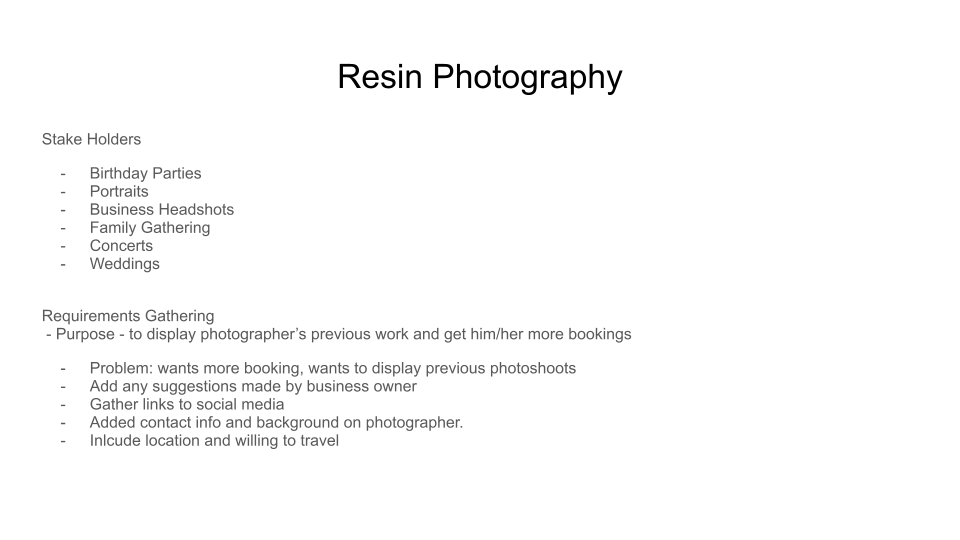 Resin Photography
Stake Holders
- Birthday Parties
- Portraits
- Business Headshots
- Family Gathering
- Concerts
- Weddings
Requirements Gathering
- Purpose - to display photographer’s previous work and get him/her more bookings
- Problem: wants more booking, wants to display previous photoshoots
- Add any suggestions made by business owner
- Gather links to social media
- Added contact info and background on photographer.
- Inlcude location and willing to travel